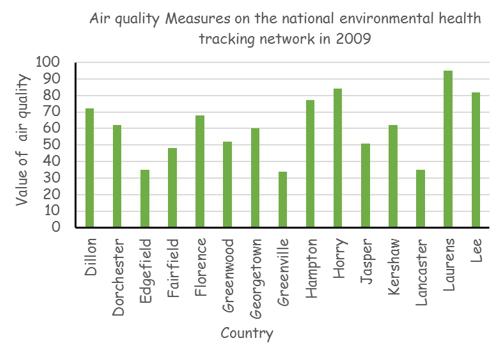 Air quality Measures on the national environmental health
tracking network in 2009
Value of air quality
100
90
80
70
60
50
40
30
20
10
0
Dillon
Dorchester
Edgefield
Fairfield
Florence
Greenwood
Georgetown
Greenville
Hampton
Horry
Jasper
Kershaw
Lancaster
Laurens
Lee
Country